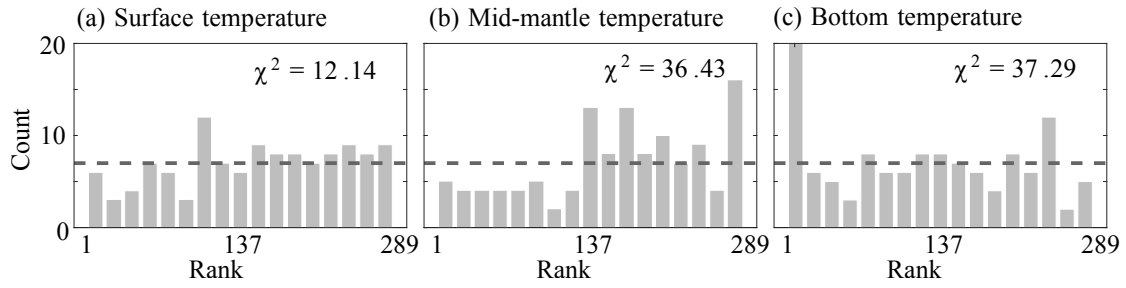 (a) Surface temperature
(b) Mid-mantle temperature
(c) Bottom temperature
20
10
0
Count
χ² = 12 .14
χ² = 36 .43
χ² = 37 .29
1 137 289
1 137 289
1 137 289
Rank
Rank
Rank